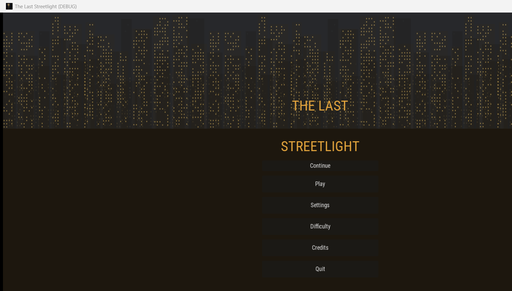 The Last Streetlight (DEBUG)
THE LAST
STREETLIGHT
Continue
Play
Settings
Difficulty
Credits
Quit